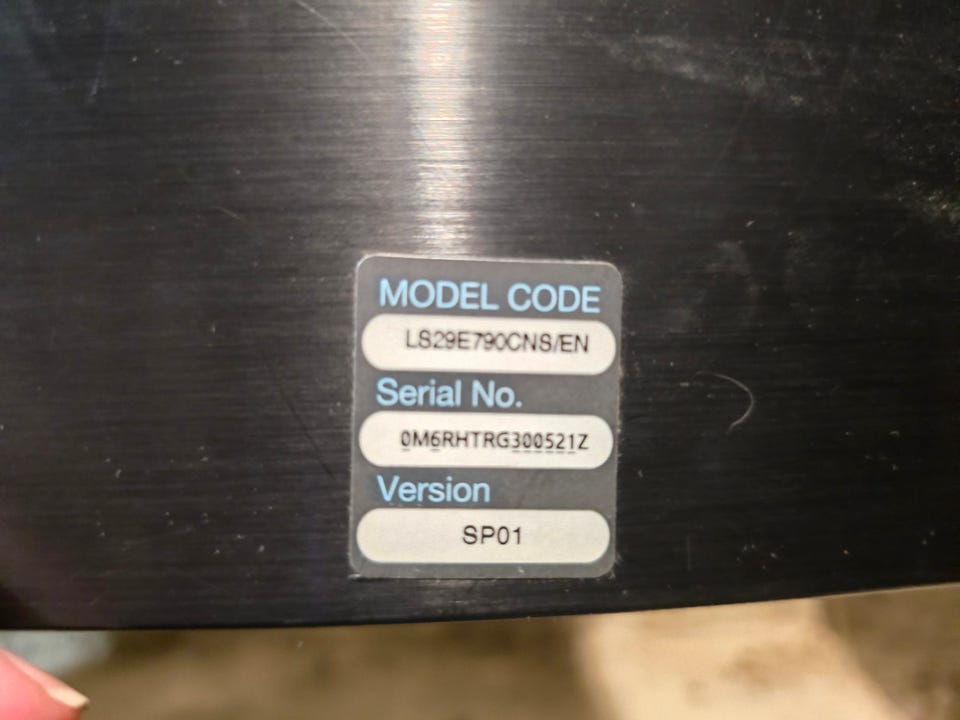 MODEL CODE
LS29E790CNS/EN
Serial No.
0M6RHTRG300521Z
Version
SP01